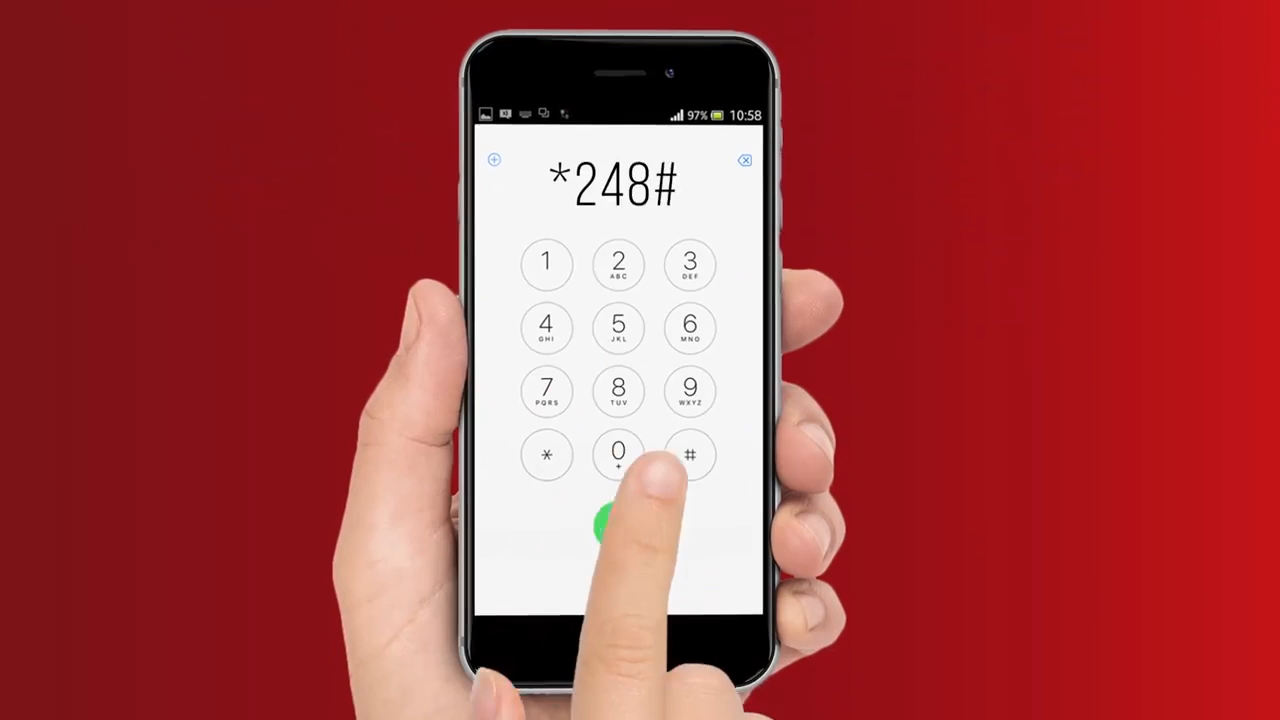 97% 10:58
*248#
1 2 3
ABC DEF
4 5 6
GHI JKL MNO
7 8 9
PQRS TUV WXYZ
* 0 #
+